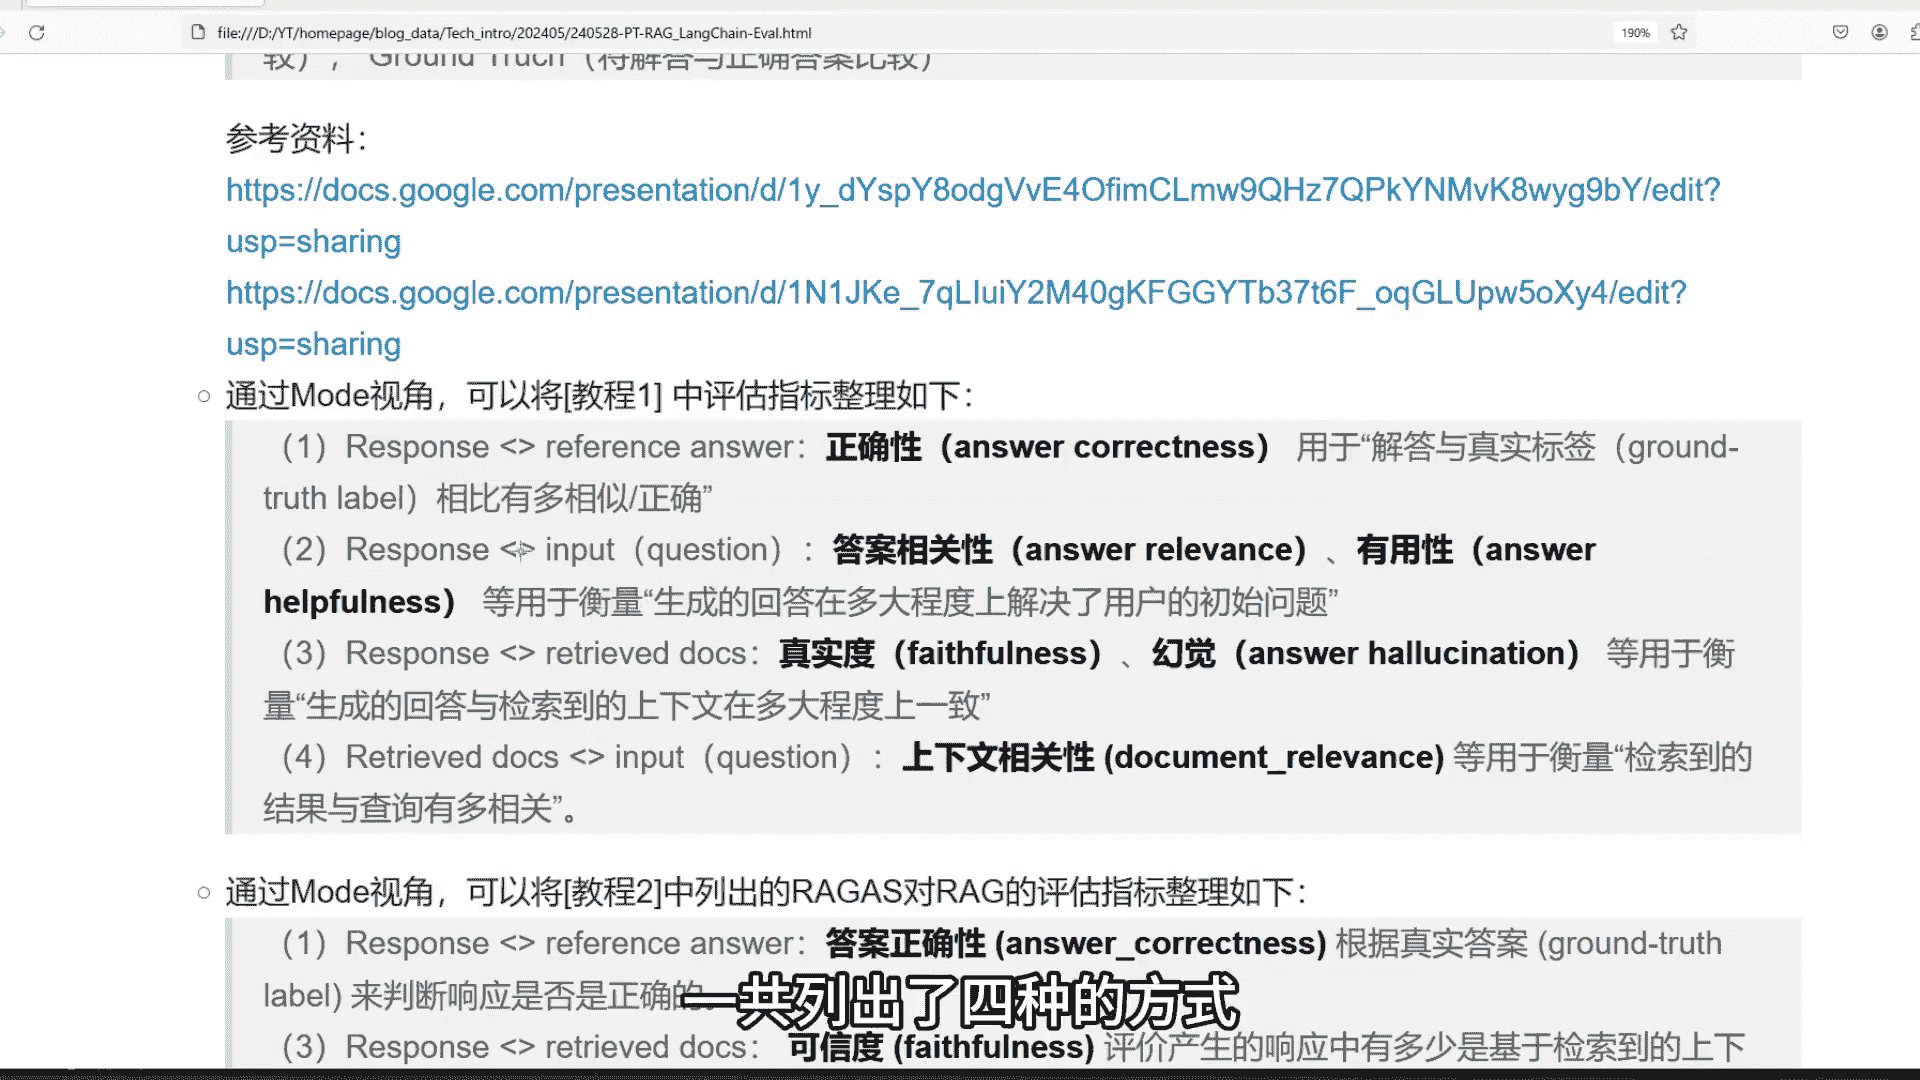 file:///D:/YT/homepage/blog_data/Tech_intro/202405/240528-PT-RAG_LangChain-Eval.html
190%
较），“Ground Truch（将解答与正确答案比较）
参考资料：
https://docs.google.com/presentation/d/1y_dYspY8odgVvE4OfimCLmw9QHz7QPkYNMvK8wyg9bY/edit?
usp=sharing
https://docs.google.com/presentation/d/1N1JKe_7qLIuiY2M40gKFGGYTb37t6F_oqGLUpw5oXy4/edit?
usp=sharing
通过Mode视角，可以将[教程1] 中评估指标整理如下：
（1）Response <> reference answer：正确性（answer correctness） 用于“解答与真实标签（ground-
truth label）相比有多相似/正确”
（2）Response <> input（question）：答案相关性（answer relevance）、有用性（answer
helpfulness） 等用于衡量“生成的回答在多大程度上解决了用户的初始问题”
（3）Response <> retrieved docs：真实度（faithfulness）、幻觉（answer hallucination） 等用于衡
量“生成的回答与检索到的上下文在多大程度上一致”
（4）Retrieved docs <> input（question）：上下文相关性 (document_relevance) 等用于衡量“检索到的
结果与查询有多相关”。
通过Mode视角，可以将[教程2]中列出的RAGAS对RAG的评估指标整理如下：
（1）Response <> reference answer：答案正确性 (answer_correctness) 根据真实答案 (ground-truth
label) 来判断响应是否是正确的
一共列出了四种的方式
（3）Response <> retrieved docs： 可信度 (faithfulness) 评价产生的响应中有多少是基于检索到的上下